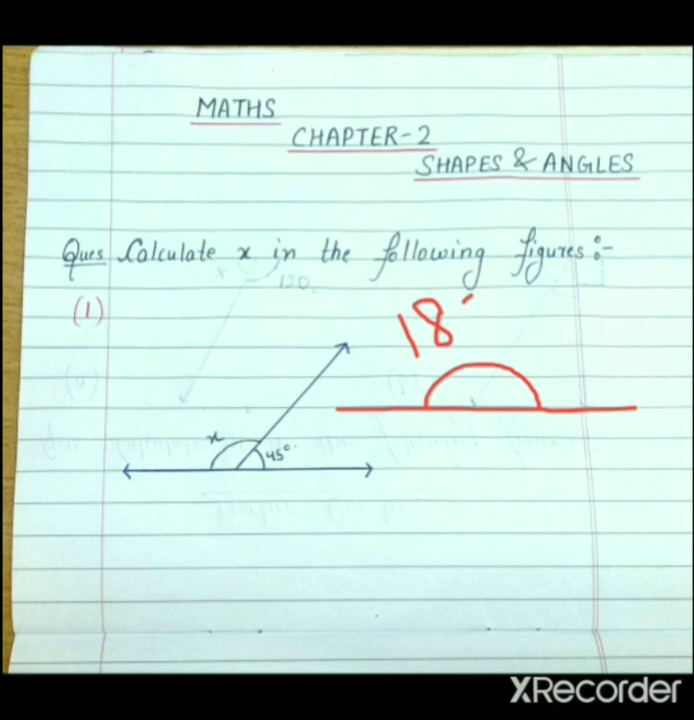 MATHS
CHAPTER-2
SHAPES & ANGLES
Ques Calculate x in the following figures :-
(1)
18
x
45°
XRecorder